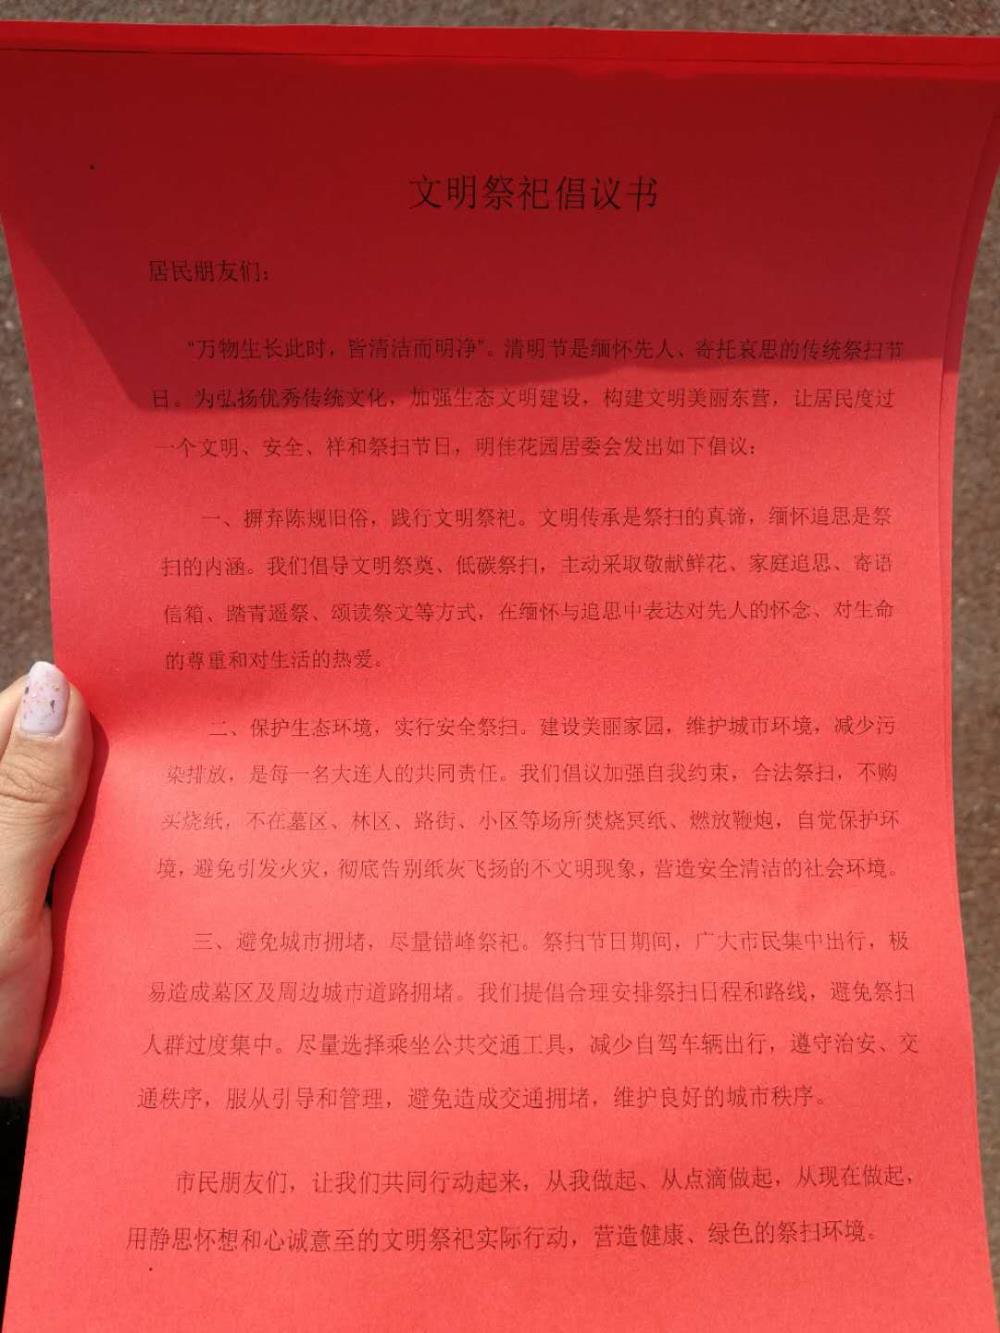 文明祭祀倡议书
居民朋友们：
“万物生长此时，皆清洁而明净”。清明节是缅怀先人、寄托哀思的传统祭扫节
日。为弘扬优秀传统文化，加强生态文明建设，构建文明美丽东营，让居民度过
一个文明、安全、祥和祭扫节日，明佳花园居委会发出如下倡议：
一、摒弃陈规旧俗，践行文明祭祀。文明传承是祭扫的真谛，缅怀追思是祭
扫的内涵。我们倡导文明祭奠、低碳祭扫，主动采取敬献鲜花、家庭追思、寄语
信箱、踏青遥祭、颂读祭文等方式，在缅怀与追思中表达对先人的怀念、对生命
的尊重和对生活的热爱。
二、保护生态环境，实行安全祭扫。建设美丽家园，维护城市环境，减少污
染排放，是每一名大连人的共同责任。我们倡议加强自我约束，合法祭扫，不购
买烧纸，不在墓区、林区、路街、小区等场所焚烧冥纸、燃放鞭炮，自觉保护环
境，避免引发火灾，彻底告别纸灰飞扬的不文明现象，营造安全清洁的社会环境。
三、避免城市拥堵，尽量错峰祭祀。祭扫节日期间，广大市民集中出行，极
易造成墓区及周边城市道路拥堵。我们提倡合理安排祭扫日程和路线，避免祭扫
人群过度集中。尽量选择乘坐公共交通工具，减少自驾车辆出行，遵守治安、交
通秩序，服从引导和管理，避免造成交通拥堵，维护良好的城市秩序。
市民朋友们，让我们共同行动起来，从我做起、从点滴做起，从现在做起，
用静思怀想和心诚意至的文明祭祀实际行动，营造健康、绿色的祭扫环境。